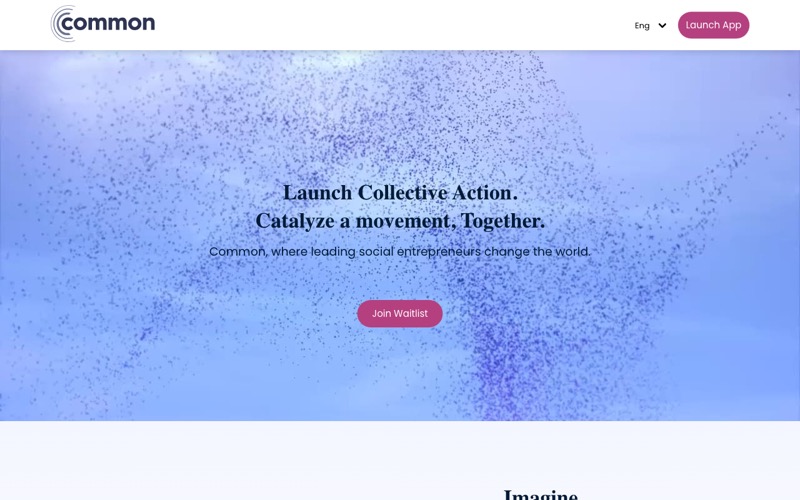 common
Eng
Launch App
Launch Collective Action.
Catalyze a movement, Together.
Common, where leading social entrepreneurs change the world.
Join Waitlist
Imagine